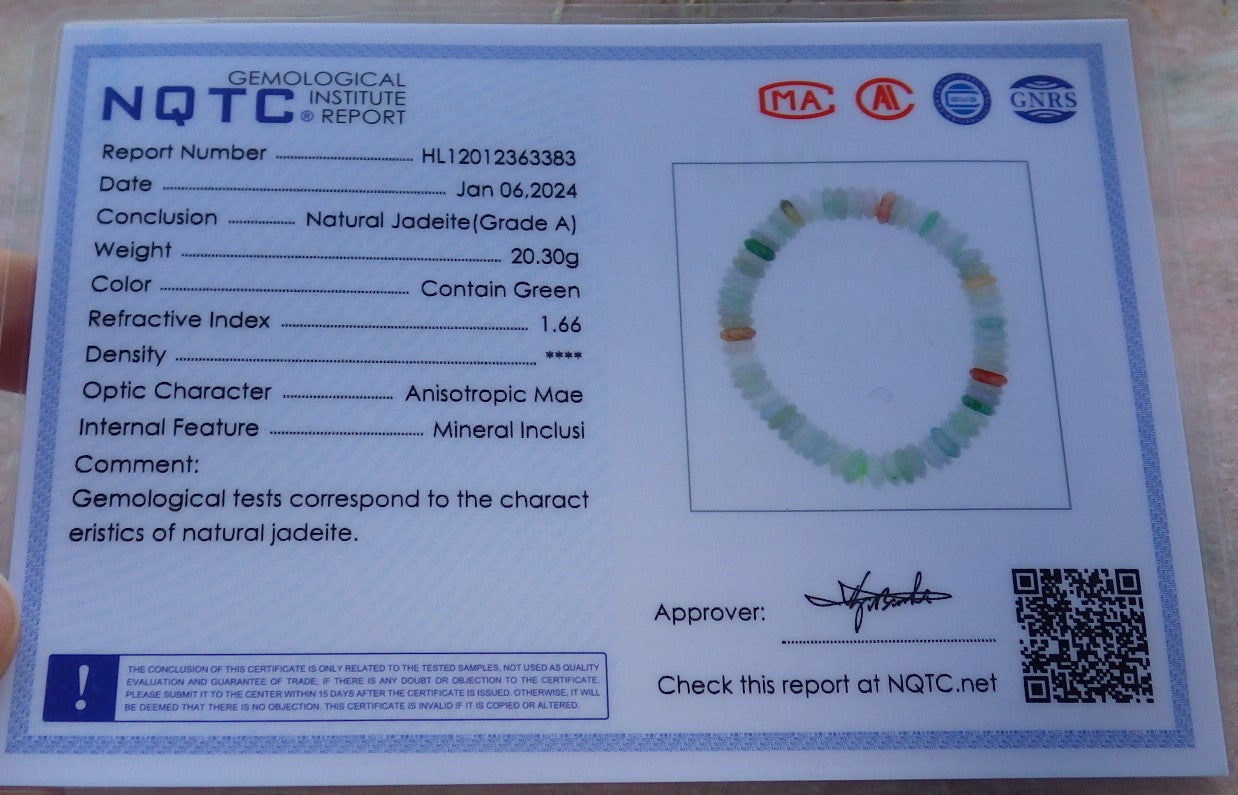 GEMOLOGICAL
NQTC INSTITUTE
® REPORT
MA
GNRS
Report Number ........ HL12012363383
Date ........ Jan 06,2024
Conclusion ........ Natural Jadeite(Grade A)
Weight ........ 20.30g
Color ........ Contain Green
Refractive Index ........ 1.66
Density ........ ****
Optic Character ........ Anisotropic Mae
Internal Feature ........ Mineral Inclusi
Comment:
Gemological tests correspond to the charact
eristics of natural jadeite.
! THE CONCLUSION OF THIS CERTIFICATE IS ONLY RELATED TO THE TESTED SAMPLES, NOT USED AS QUALITY
EVALUATION AND GUARANTEE OF TRADE; IF THERE IS ANY DOUBT OR OBJECTION TO THE CERTIFICATE,
PLEASE SUBMIT IT TO THE CENTER WITHIN 15 DAYS AFTER THE CERTIFICATE IS ISSUED. OTHERWISE, IT WILL
BE DEEMED THAT THERE IS NO OBJECTION. THIS CERTIFICATE IS INVALID IF IT IS COPIED OR ALTERED.
Approver:
Check this report at NQTC.net